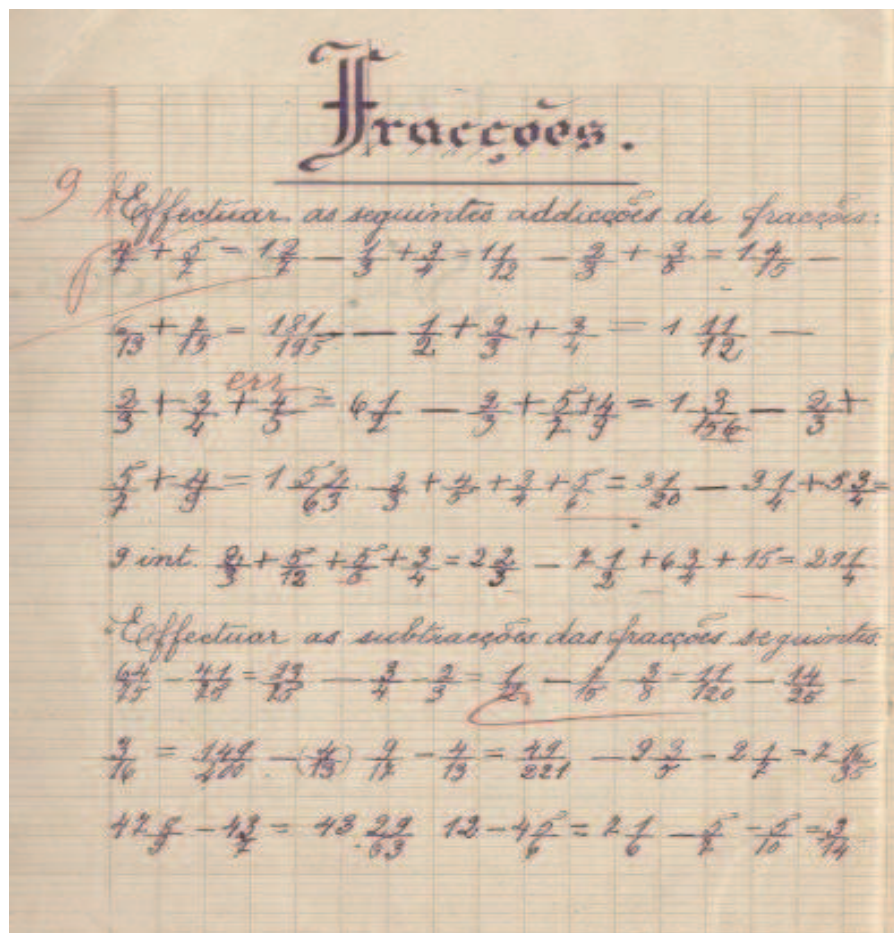 Fracções.
9 Effectuar as seguintes addicções de fracções:
4/7 + 5/7 = 1 2/7 — 1/3 + 3/4 = 1 1/12 — 2/3 + 3/5 = 1 4/15 —
6/13 + 7/15 = 181/195 — 1/2 + 2/3 + 3/4 = 1 11/12 —
err
2/3 + 3/4 + 4/5 = 6 1/2 — 2/3 + 5/7 + 4/9 = 1 3/156 — 2/3 +
5/7 + 4/9 = 1 52/63 - 2/3 + 4/5 + 3/4 + 5/6 = 3 1/20 — 3 1/4 + 5 3/4 =
9 int. 2/3 + 5/12 + 5/6 + 3/4 = 2 2/3 — 7 1/2 + 6 3/4 + 15 = 29 1/4
Effectuar as subtracções das fracções seguintes.
64/75 - 41/75 = 23/75 — 3/4 - 2/3 = 1/12 — 7/15 - 3/8 = 11/120 - 14/25 -
3/16 = 149/400 - (4/13) 9/17 - 4/13 = 49/221 — 9 3/5 - 2 1/7 = 7 16/35
47 8/9 - 4 3/7 = 43 29/63 12 - 4 5/6 = 7 1/6 — 5/7 - 5/10 = 3/14